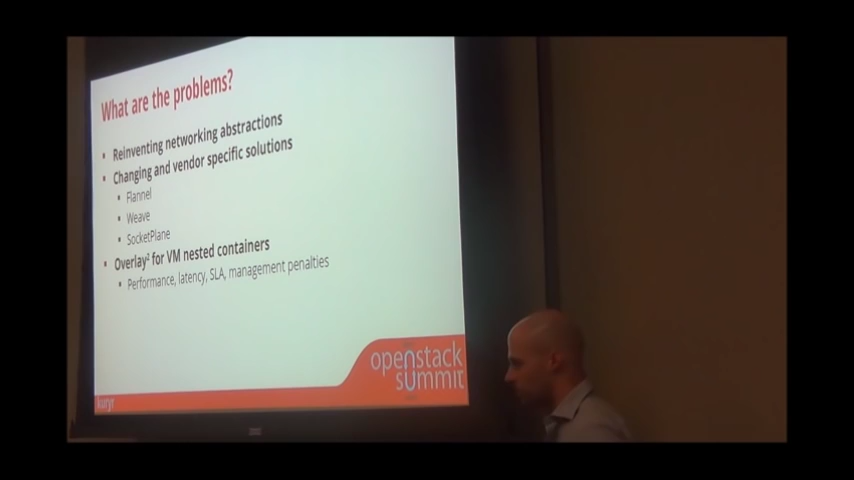 What are the problems?
▪ Reinventing networking abstractions
▪ Changing and vendor specific solutions
▪ Flannel
▪ Weave
▪ SocketPlane
▪ Overlay² for VM nested containers
▪ Performance, latency, SLA, management penalties
openstack
summit
kuryr